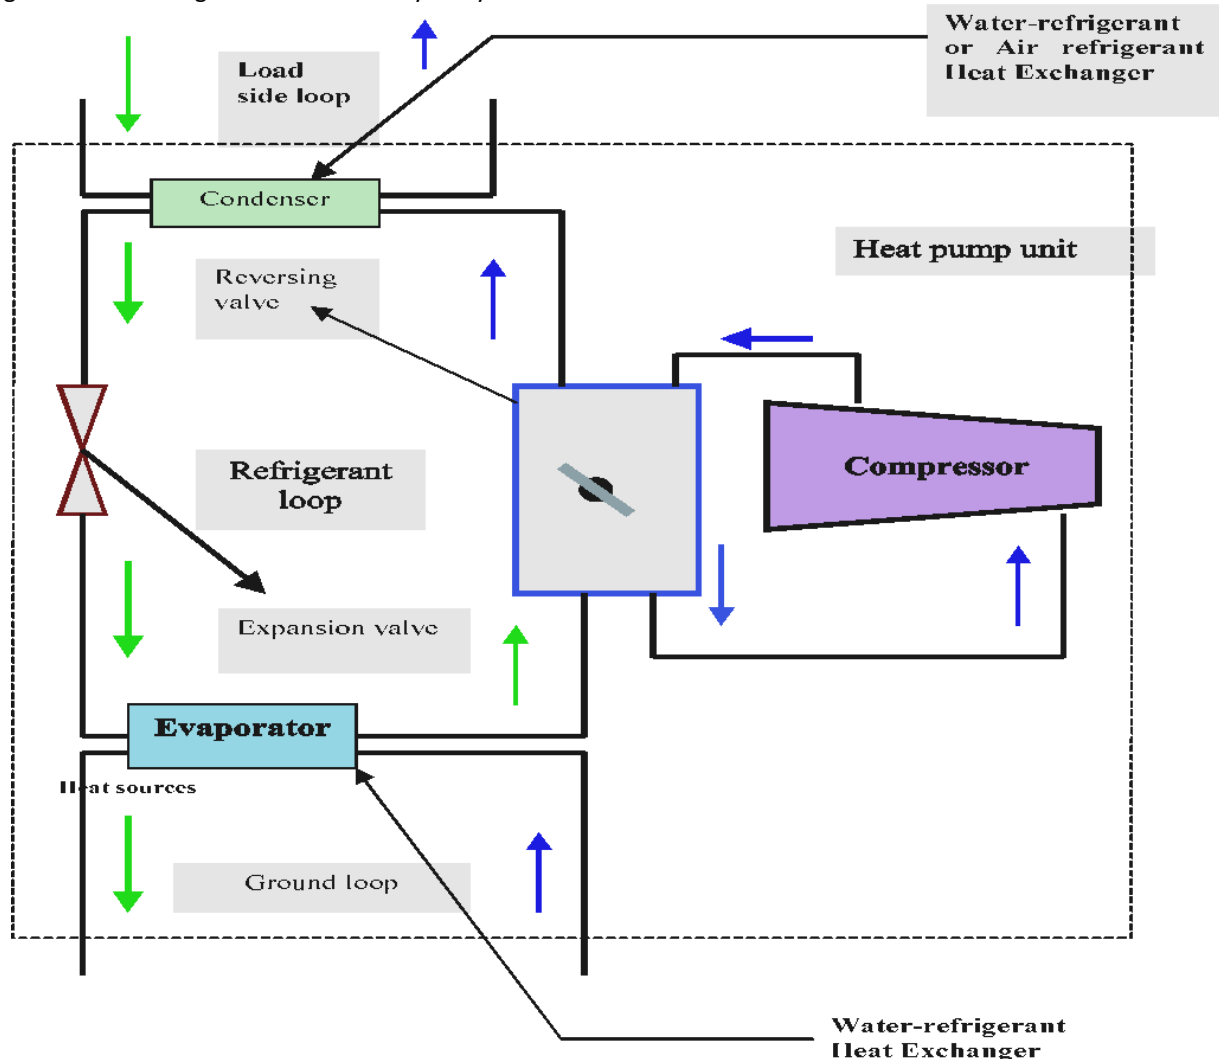 Water-refrigerant
or Air refrigerant
Heat Exchanger
Load
side loop
Condenser
Heat pump unit
Reversing
valve
Compressor
Refrigerant
loop
Expansion valve
Evaporator
Heat sources
Ground loop
Water-refrigerant
Heat Exchanger